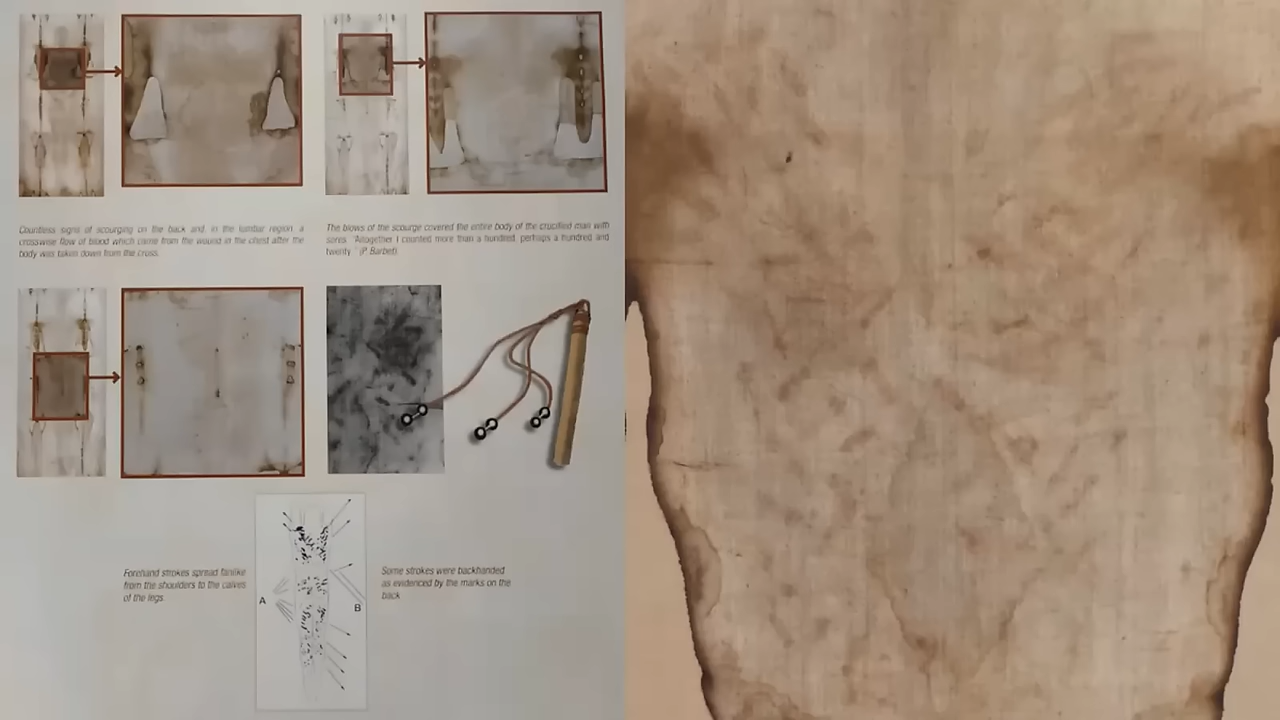 Countless signs of scourging on the back and, in the lumbar region, a
crosswise flow of blood which came from the wound in the chest after the
body was taken down from the cross.
The blows of the scourge covered the entire body of the crucified man with
sores. "Altogether I counted more than a hundred, perhaps a hundred and
twenty." (P. Barbet)
Forehand strokes spread fanlike
from the shoulders to the calves
of the legs.
A
B
Some strokes were backhanded
as evidenced by the marks on the
back.